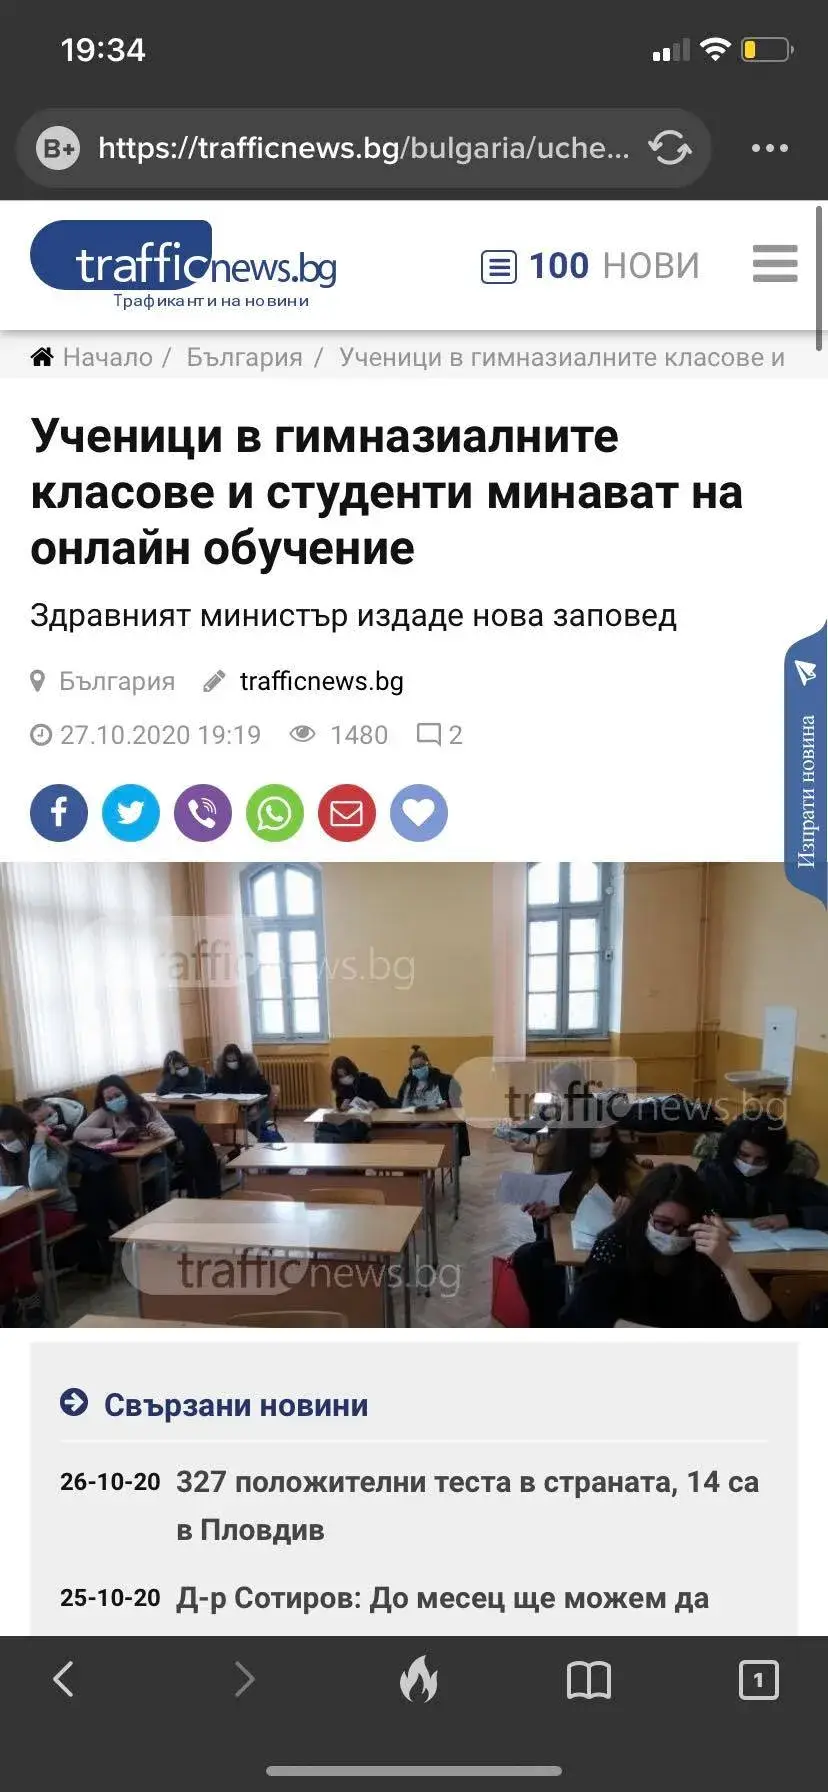 19:34
B+ https://trafficnews.bg/bulgaria/uche...
trafficnews.bg
Трафиканти на новини
100 НОВИ
Начало / България / Ученици в гимназиалните класове и
Ученици в гимназиалните
класове и студенти минават на
онлайн обучение
Здравният министър издаде нова заповед
България trafficnews.bg
27.10.2020 19:19 1480 2
Изпрати новина
trafficnews.bg
trafficnews.bg
trafficnews.bg
Свързани новини
26-10-20 327 положителни теста в страната, 14 са
в Пловдив
25-10-20 Д-р Сотиров: До месец ще можем да
1